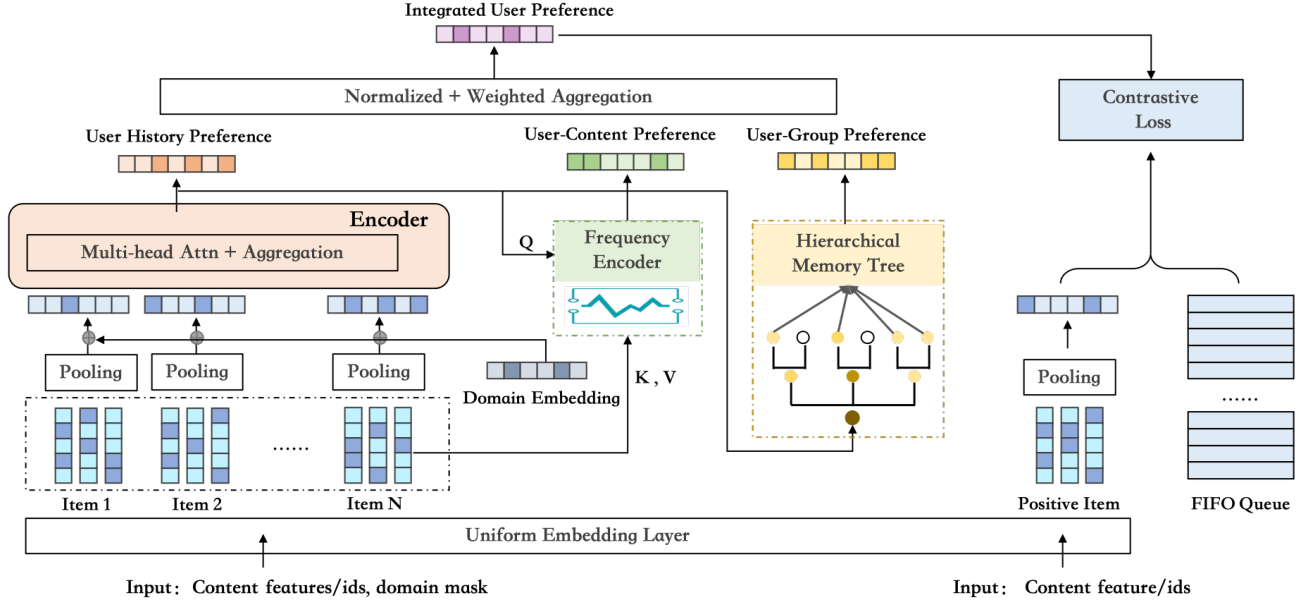 Integrated User Preference
Normalized + Weighted Aggregation
Contrastive
Loss
User History Preference
User-Content Preference
User-Group Preference
Encoder
Multi-head Attn + Aggregation
Q
Frequency
Encoder
Hierarchical
Memory Tree
Pooling
Pooling
Pooling
Domain Embedding
K , V
Pooling
......
......
Item 1
Item 2
Item N
Positive Item
FIFO Queue
Uniform Embedding Layer
Input： Content features/ids, domain mask
Input： Content feature/ids